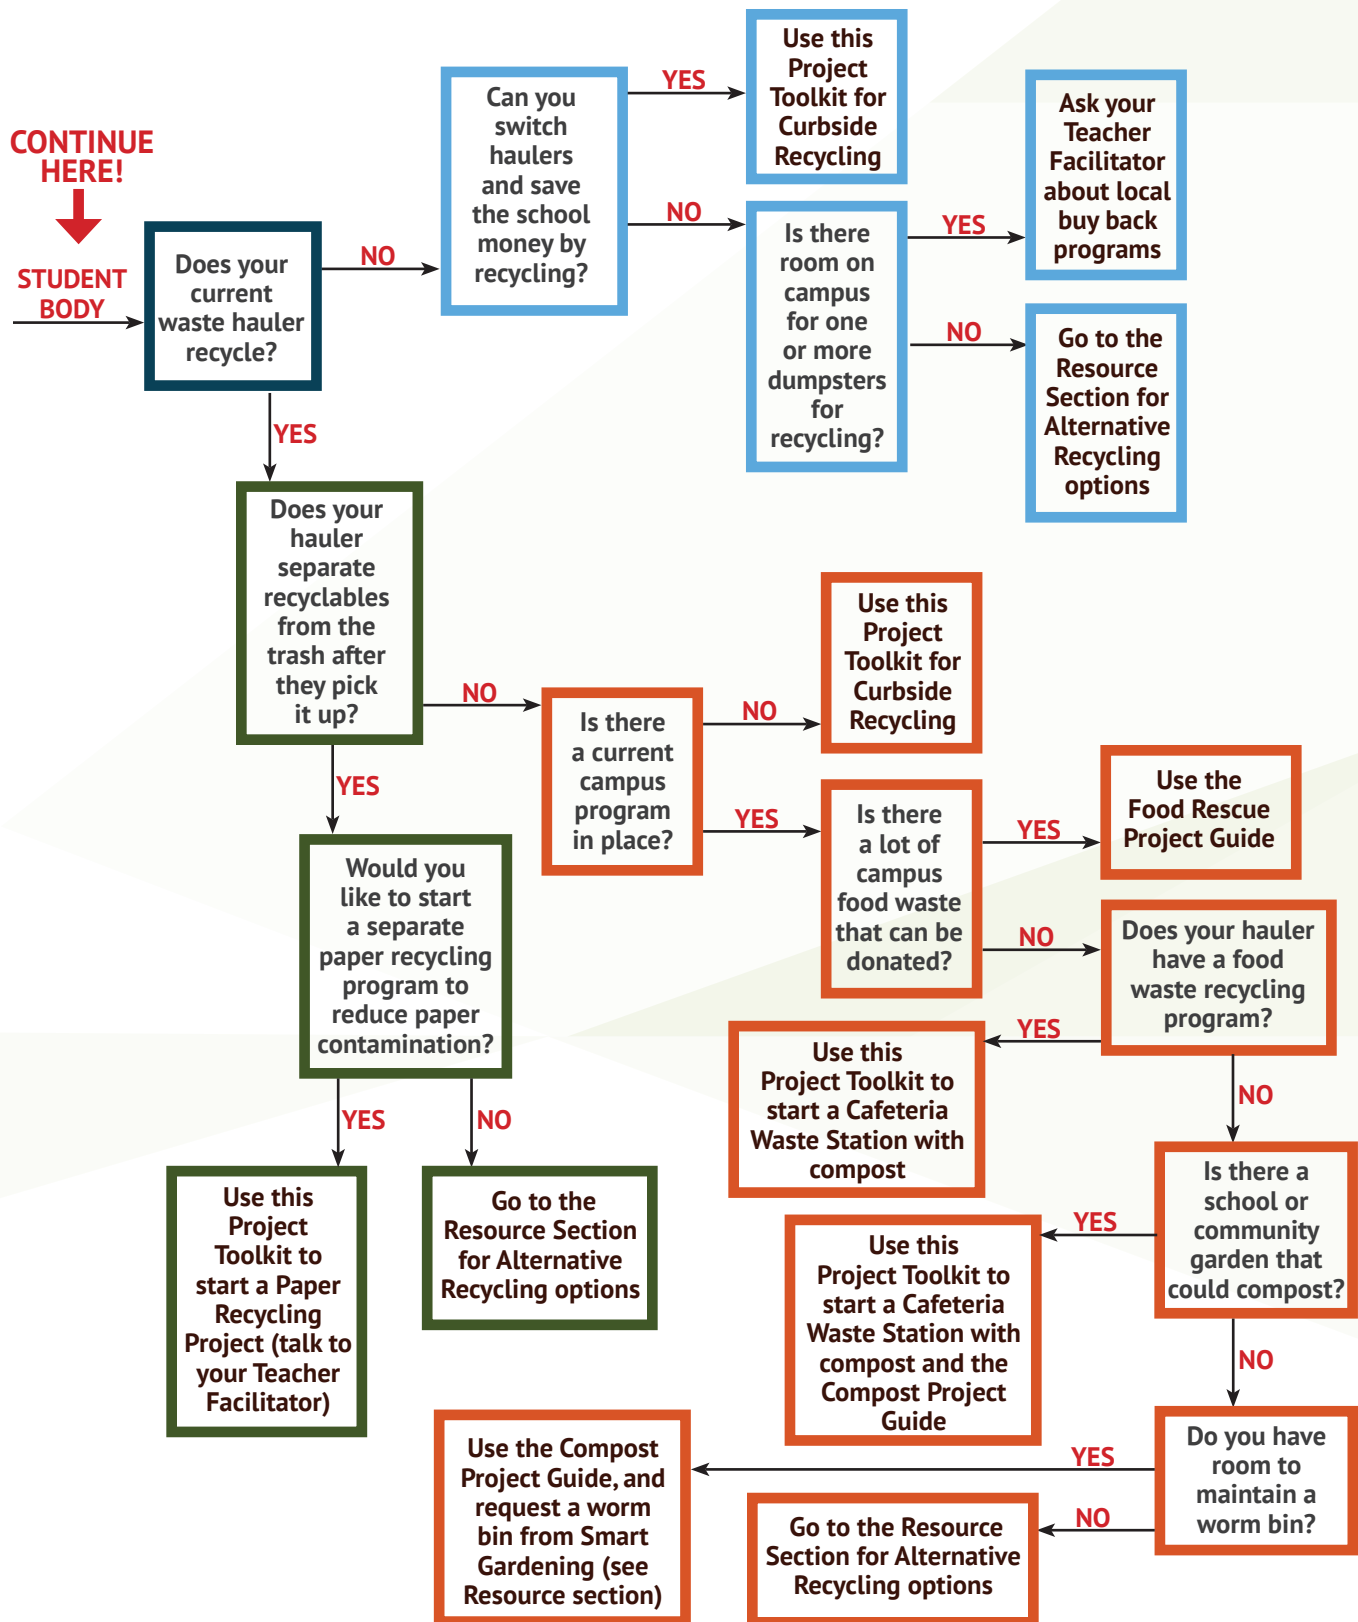 CONTINUE
HERE!
STUDENT
BODY
Does your
current
waste hauler
recycle?
NO
Can you
switch
haulers
and save
the school
money by
recycling?
YES
Use this
Project
Toolkit for
Curbside
Recycling
NO
Is there
room on
campus
for one
or more
dumpsters
for
recycling?
YES
Ask your
Teacher
Facilitator
about local
buy back
programs
NO
Go to the
Resource
Section for
Alternative
Recycling
options
YES
Does your
hauler
separate
recyclables
from the
trash after
they pick
it up?
NO
Is there
a current
campus
program
in place?
NO
Use this
Project
Toolkit for
Curbside
Recycling
YES
Is there
a lot of
campus
food waste
that can be
donated?
YES
Use the
Food Rescue
Project Guide
NO
Does your hauler
have a food
waste recycling
program?
YES
Use this
Project Toolkit to
start a Cafeteria
Waste Station with
compost
NO
Is there a
school or
community
garden that
could compost?
YES
Use this
Project Toolkit to
start a Cafeteria
Waste Station with
compost and the
Compost Project
Guide
NO
Do you have
room to
maintain a
worm bin?
YES
Use the Compost
Project Guide, and
request a worm
bin from Smart
Gardening (see
Resource section)
NO
Go to the Resource
Section for Alternative
Recycling options
YES
Would you
like to start
a separate
paper recycling
program to
reduce paper
contamination?
YES
Use this
Project
Toolkit to
start a Paper
Recycling
Project (talk to
your Teacher
Facilitator)
NO
Go to the
Resource Section
for Alternative
Recycling options